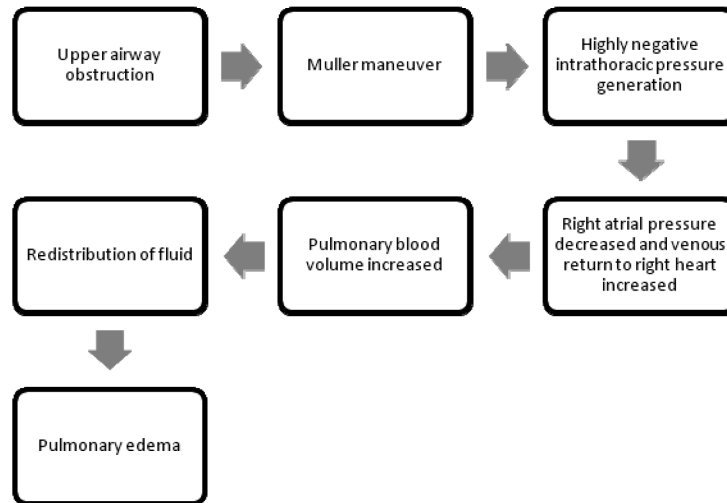 Upper airway
obstruction
Muller maneuver
Highly negative
intrathoracic pressure
generation
Right atrial pressure
decreased and venous
return to right heart
increased
Pulmonary blood
volume increased
Redistribution of fluid
Pulmonary edema